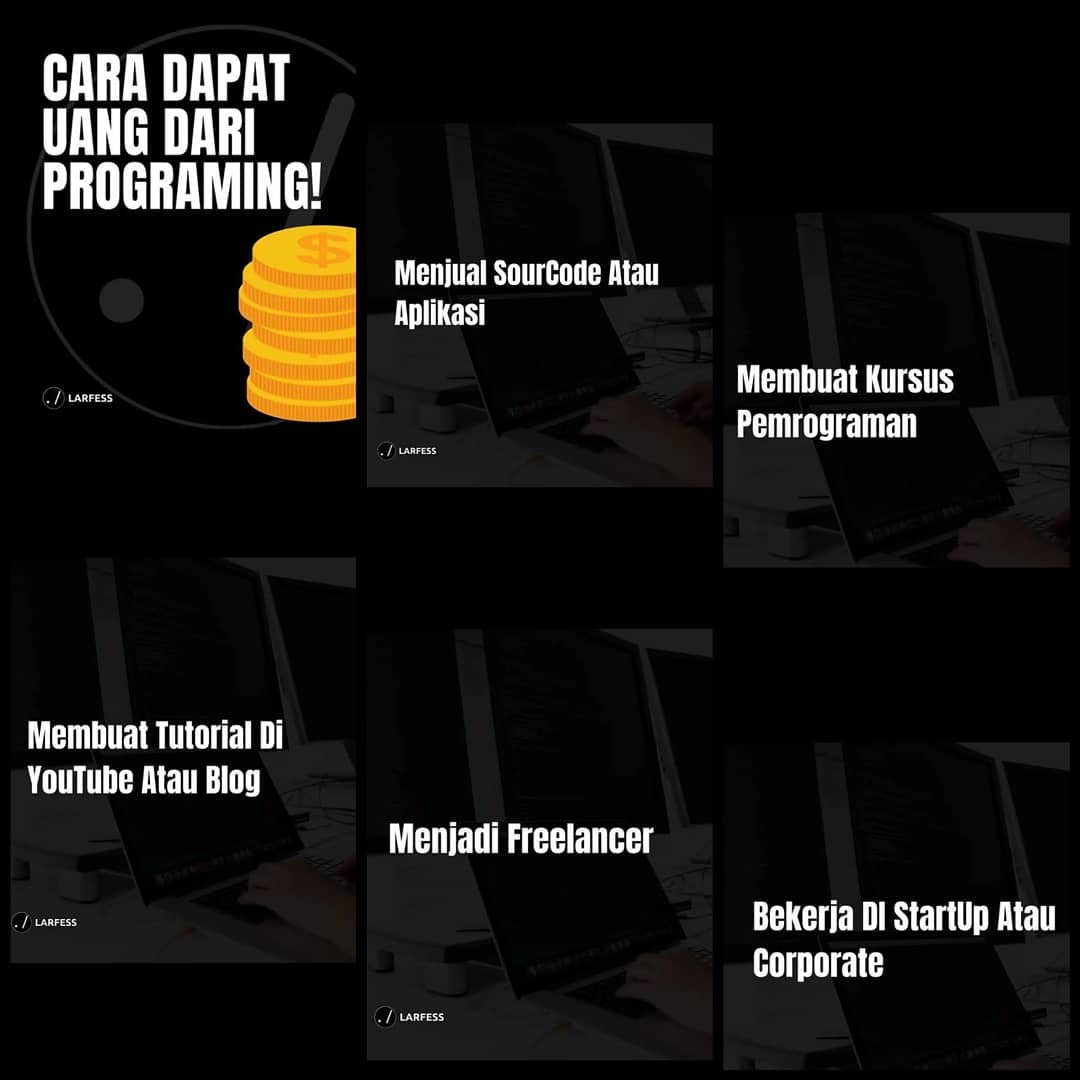 CARA DAPAT
UANG DARI
PROGRAMING!
./ LARFESS
Menjual SourCode Atau
Aplikasi
./ LARFESS
Membuat Kursus
Pemrograman
Membuat Tutorial Di
YouTube Atau Blog
./ LARFESS
Menjadi Freelancer
./ LARFESS
Bekerja DI StartUp Atau
Corporate